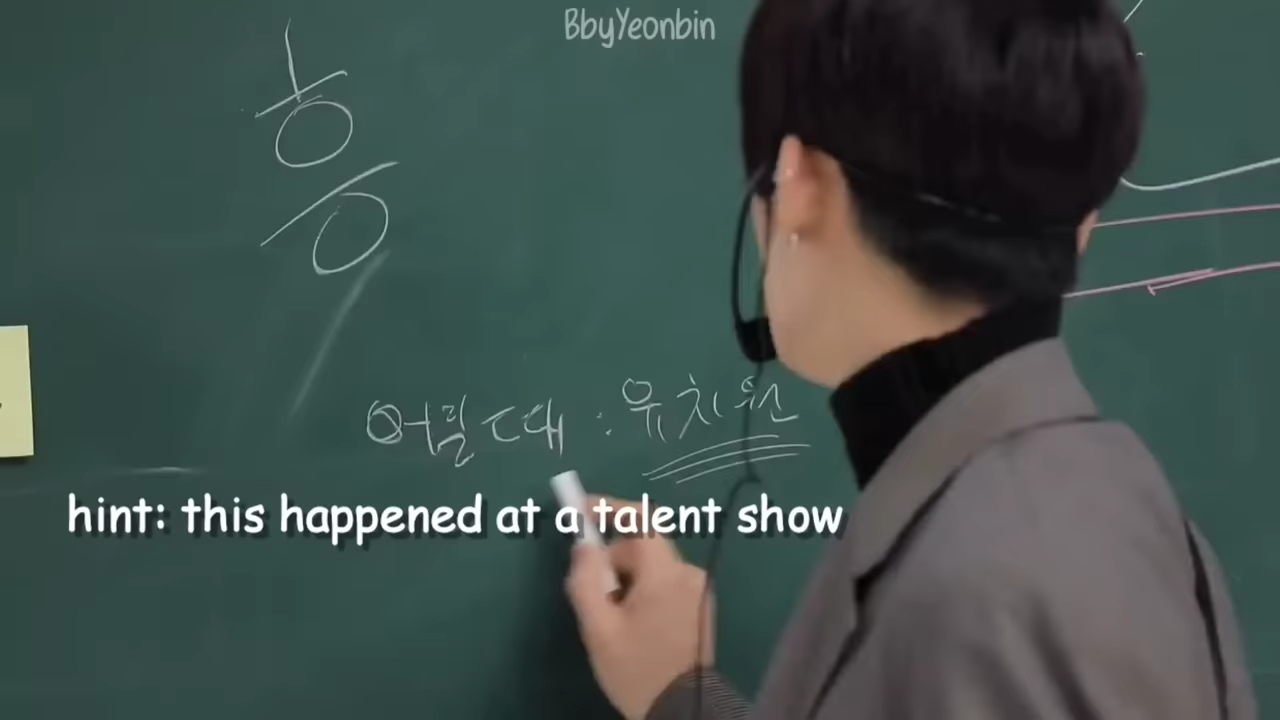 BbyYeonbin
흥
어릴 때 : 유치원
hint: this happened at a talent show